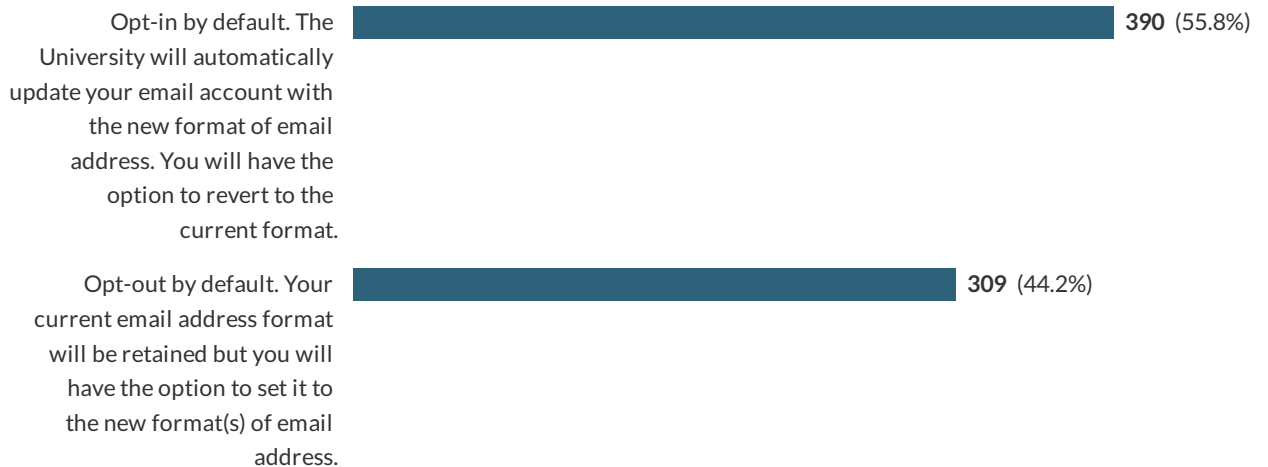 Opt-in by default. The
University will automatically
update your email account with
the new format of email
address. You will have the
option to revert to the
current format.
390 (55.8%)
Opt-out by default. Your
current email address format
will be retained but you will
have the option to set it to
the new format(s) of email
address.
309 (44.2%)